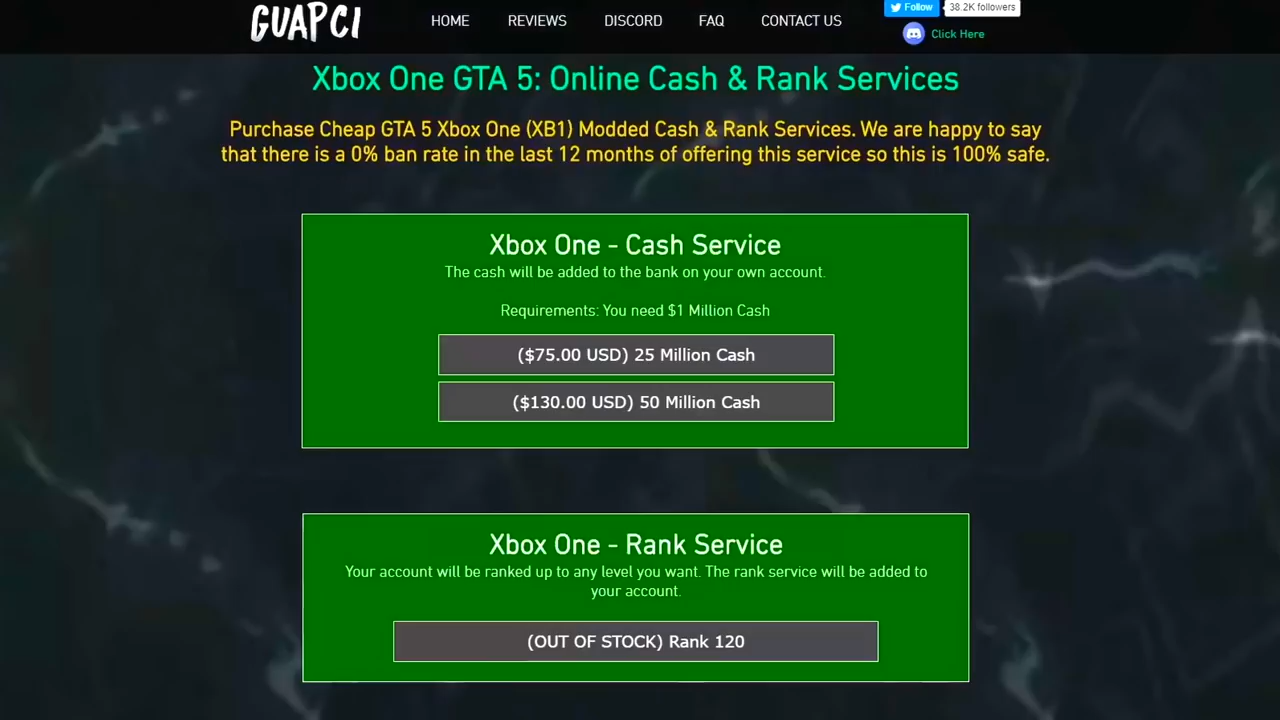 GUAPCI
HOME
REVIEWS
DISCORD
FAQ
CONTACT US
Follow
38.2K followers
Click Here
Xbox One GTA 5: Online Cash & Rank Services
Purchase Cheap GTA 5 Xbox One (XB1) Modded Cash & Rank Services. We are happy to say
that there is a 0% ban rate in the last 12 months of offering this service so this is 100% safe.
Xbox One - Cash Service
The cash will be added to the bank on your own account.
Requirements: You need $1 Million Cash
($75.00 USD) 25 Million Cash
($130.00 USD) 50 Million Cash
Xbox One - Rank Service
Your account will be ranked up to any level you want. The rank service will be added to
your account.
(OUT OF STOCK) Rank 120